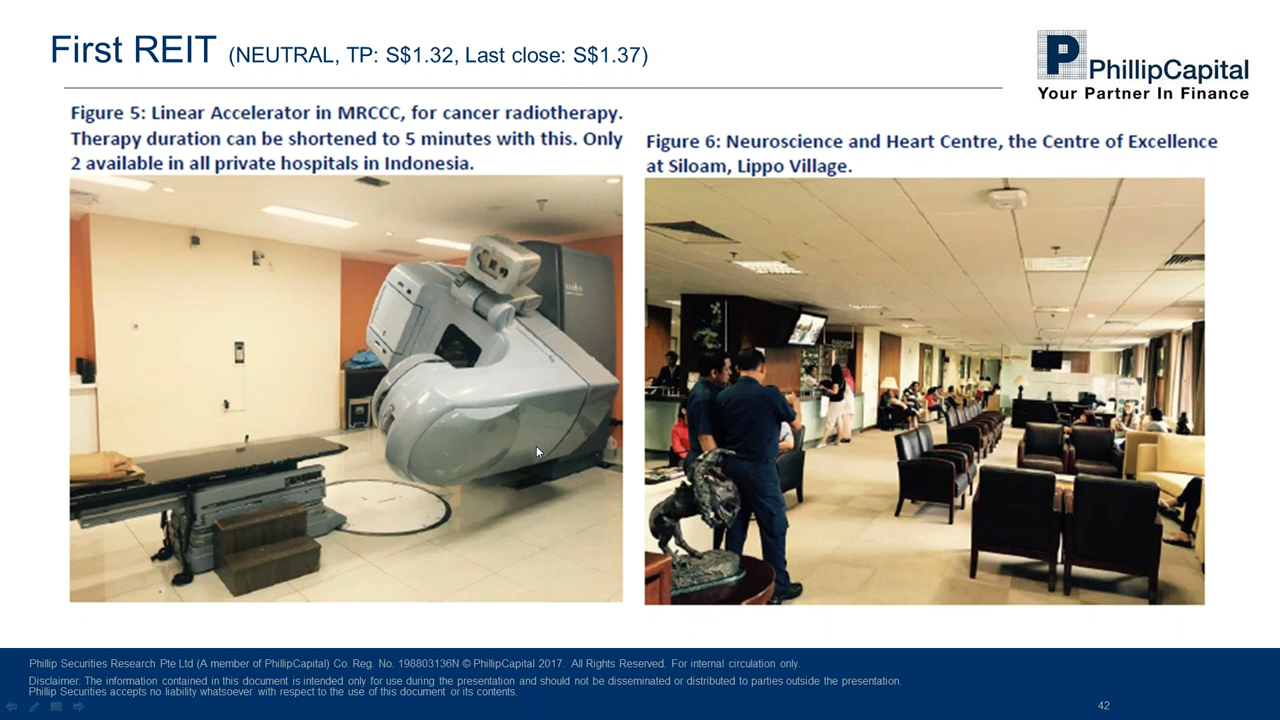 First REIT (NEUTRAL, TP: S$1.32, Last close: S$1.37)
P
PhillipCapital
Your Partner In Finance
Figure 5: Linear Accelerator in MRCCC, for cancer radiotherapy.
Therapy duration can be shortened to 5 minutes with this. Only
2 available in all private hospitals in Indonesia.
Figure 6: Neuroscience and Heart Centre, the Centre of Excellence
at Siloam, Lippo Village.
Phillip Securities Research Pte Ltd (A member of PhillipCapital) Co. Reg. No. 198803136N © PhillipCapital 2017. All Rights Reserved. For internal circulation only.
Disclaimer: The information contained in this document is intended only for use during the presentation and should not be disseminated or distributed to parties outside the presentation.
Phillip Securities accepts no liability whatsoever with respect to the use of this document or its contents.
42